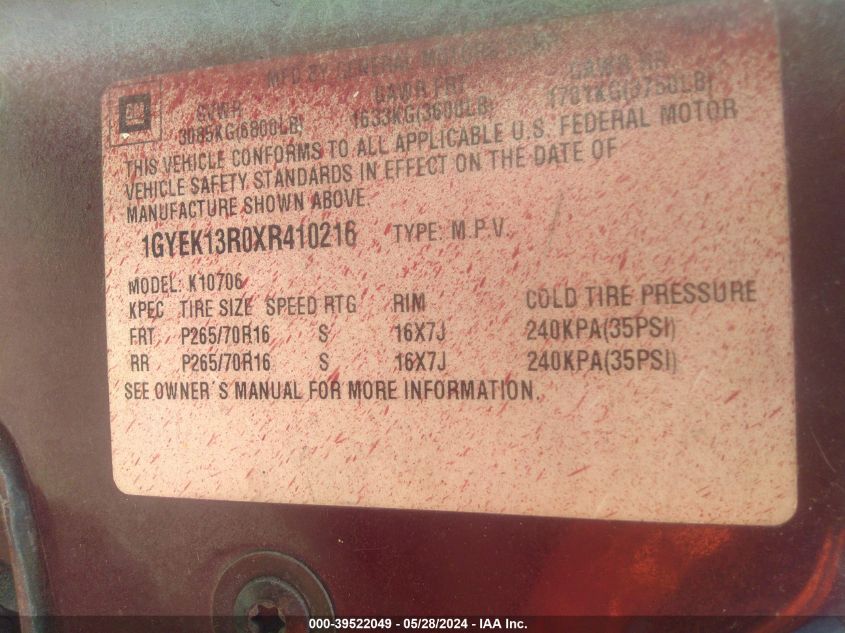 MFD BY GENERAL MOTORS CORP
GM
GVWR GAWR FRT GAWR RR
3085KG(6800LB) 1633KG(3600LB) 1701KG(3750LB)
THIS VEHICLE CONFORMS TO ALL APPLICABLE U.S. FEDERAL MOTOR
VEHICLE SAFETY STANDARDS IN EFFECT ON THE DATE OF
MANUFACTURE SHOWN ABOVE.
1GYEK13R0XR410216 TYPE: M.P.V.
MODEL: K10706
KPEC TIRE SIZE SPEED RTG RIM COLD TIRE PRESSURE
FRT P265/70R16 S 16X7J 240KPA(35PSI)
RR P265/70R16 S 16X7J 240KPA(35PSI)
SEE OWNER'S MANUAL FOR MORE INFORMATION.
000-39522049 - 05/28/2024 - IAA Inc.